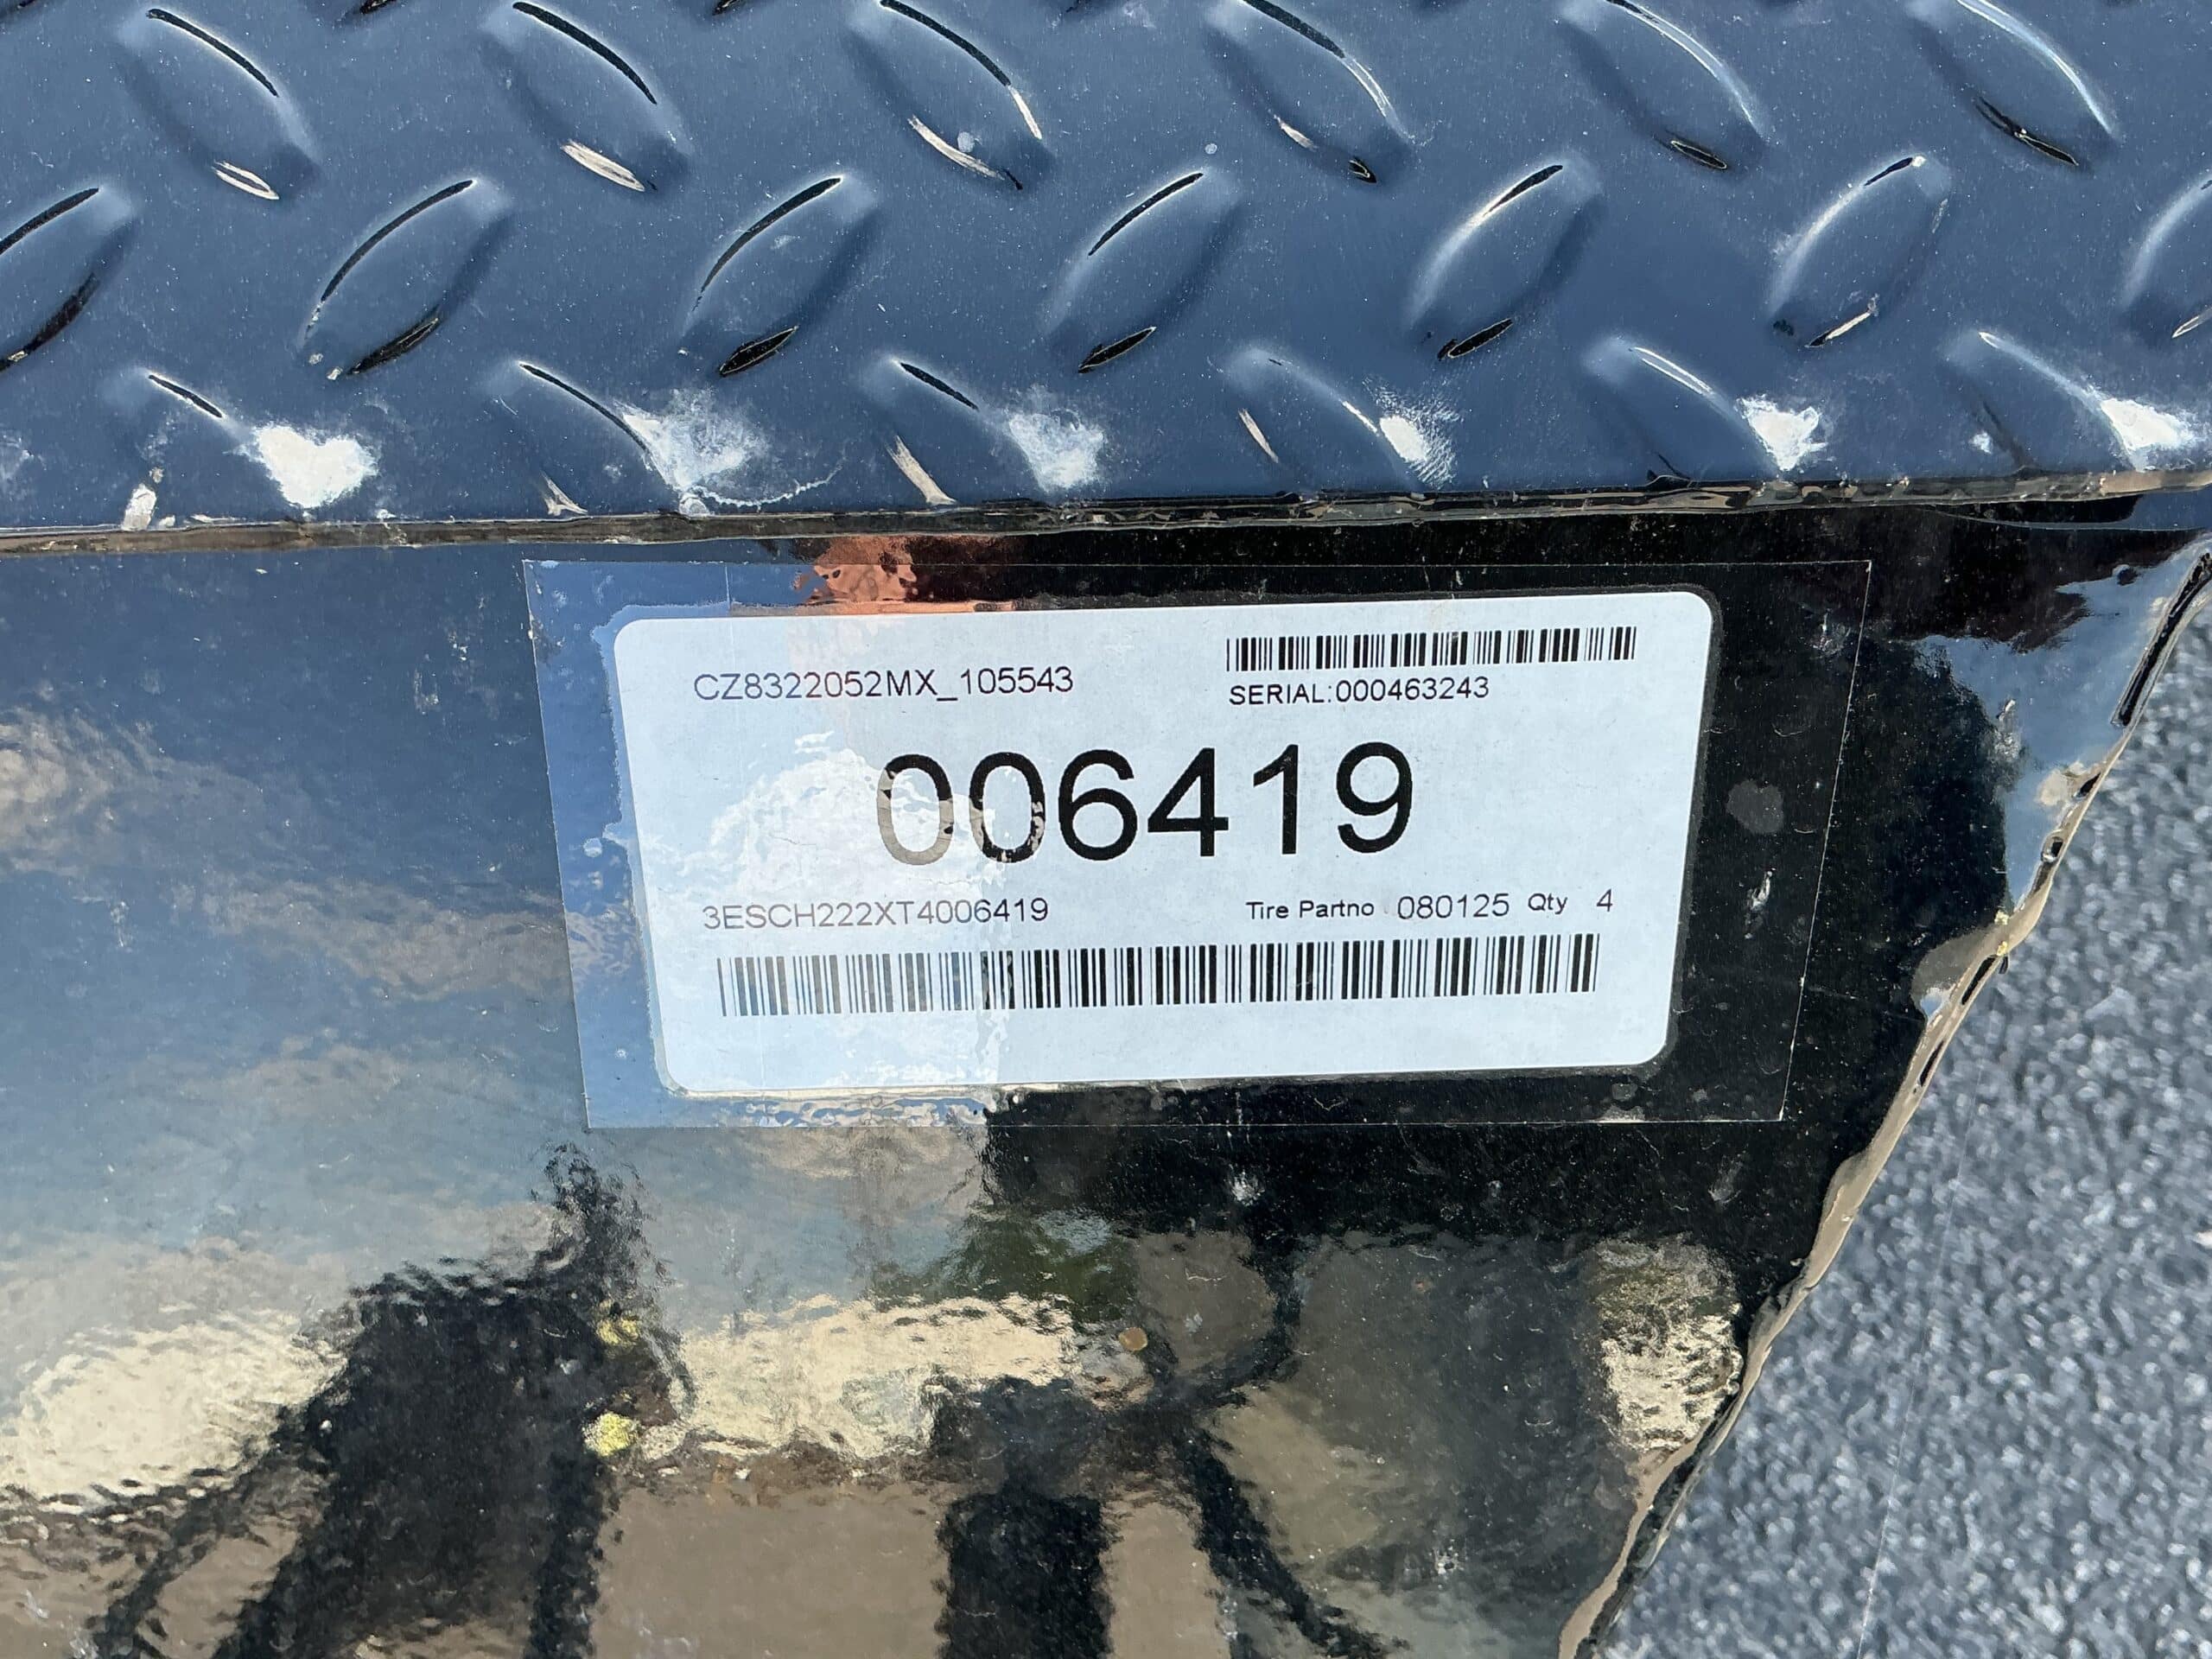 CZ8322052MX_105543
SERIAL:000463243
006419
3ESCH222XT4006419
Tire Partno 080125 Qty 4